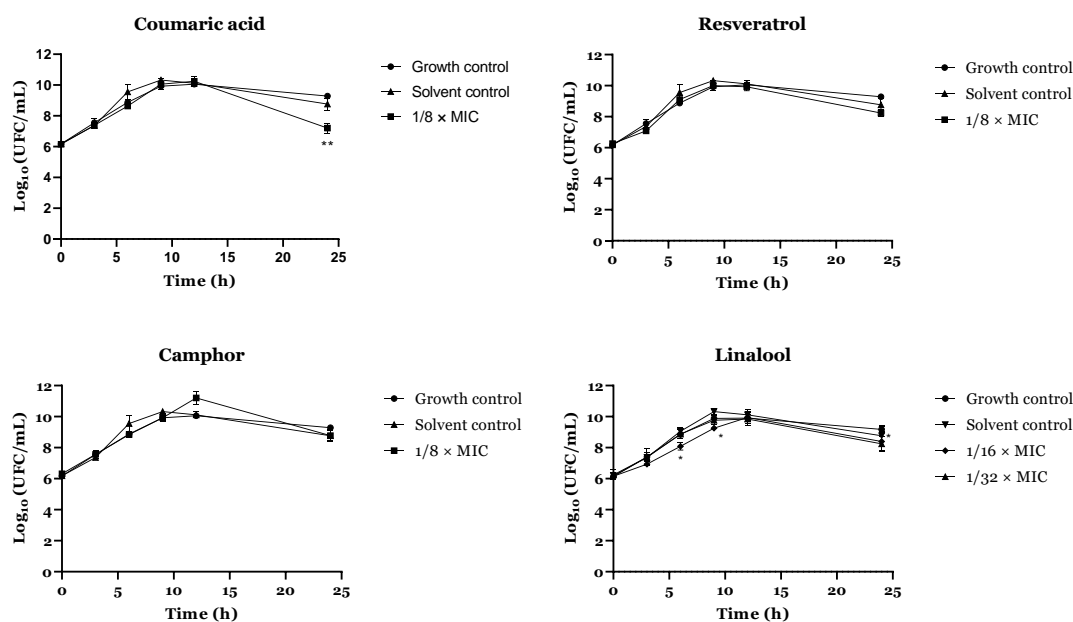 Coumaric acid
Log₁₀(UFC/mL)
12
10
8
6
4
2
0
0 5 10 15 20 25
Time (h)
Growth control
Solvent control
1/8 × MIC
**
Resveratrol
Log₁₀(UFC/mL)
12
10
8
6
4
2
0
0 5 10 15 20 25
Time (h)
Growth control
Solvent control
1/8 × MIC
Camphor
Log₁₀(UFC/mL)
12
10
8
6
4
2
0
0 5 10 15 20 25
Time (h)
Growth control
Solvent control
1/8 × MIC
Linalool
Log₁₀(UFC/mL)
12
10
8
6
4
2
0
0 5 10 15 20 25
Time (h)
Growth control
Solvent control
1/16 × MIC
1/32 × MIC
*
*
*